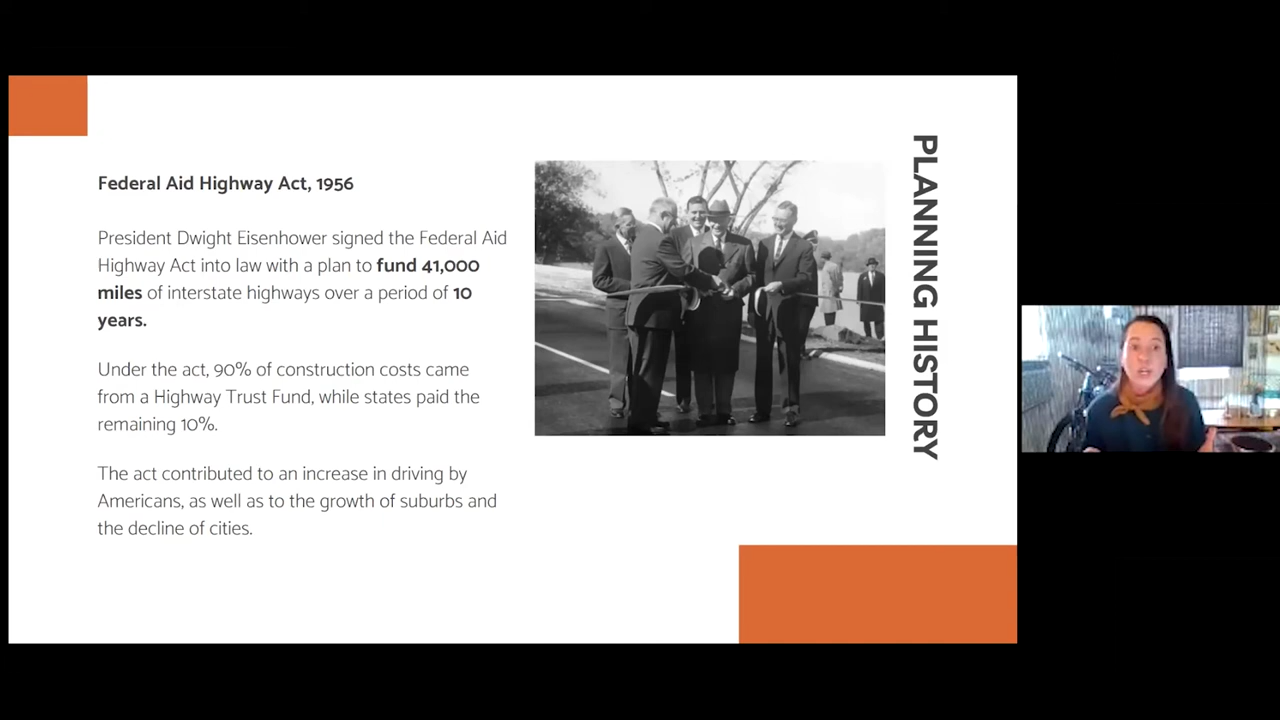 Federal Aid Highway Act, 1956
President Dwight Eisenhower signed the Federal Aid
Highway Act into law with a plan to fund 41,000
miles of interstate highways over a period of 10
years.
Under the act, 90% of construction costs came
from a Highway Trust Fund, while states paid the
remaining 10%.
The act contributed to an increase in driving by
Americans, as well as to the growth of suburbs and
the decline of cities.
PLANNING HISTORY